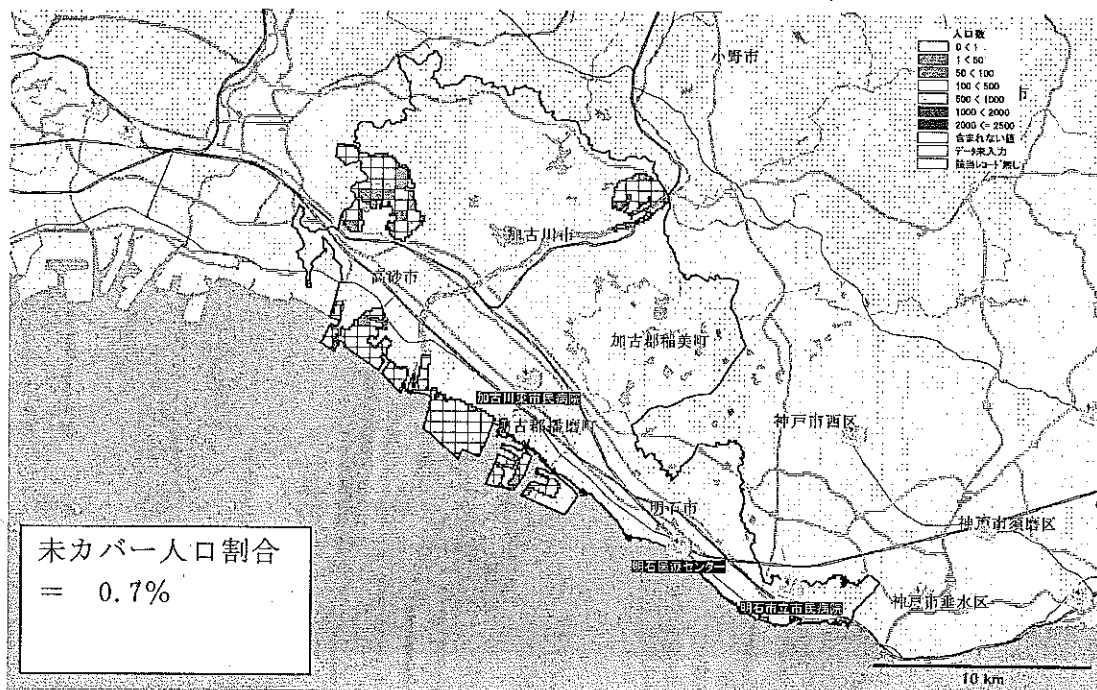 人口数
0 < 1
1 < 50
50 < 100
100 < 500
500 < 1000
1000 < 2000
2000 <= 2500
含まれない値
データ未入力
該当レコード無し
小野市
市
加古川市
高砂市
加古郡稲美町
加古川東市民病院
加古郡播磨町
神戸市西区
明石市
神戸市須磨区
明石医療センター
神戸市垂水区
明石市立市民病院
未カバー人口割合
= 0.7%
10 km